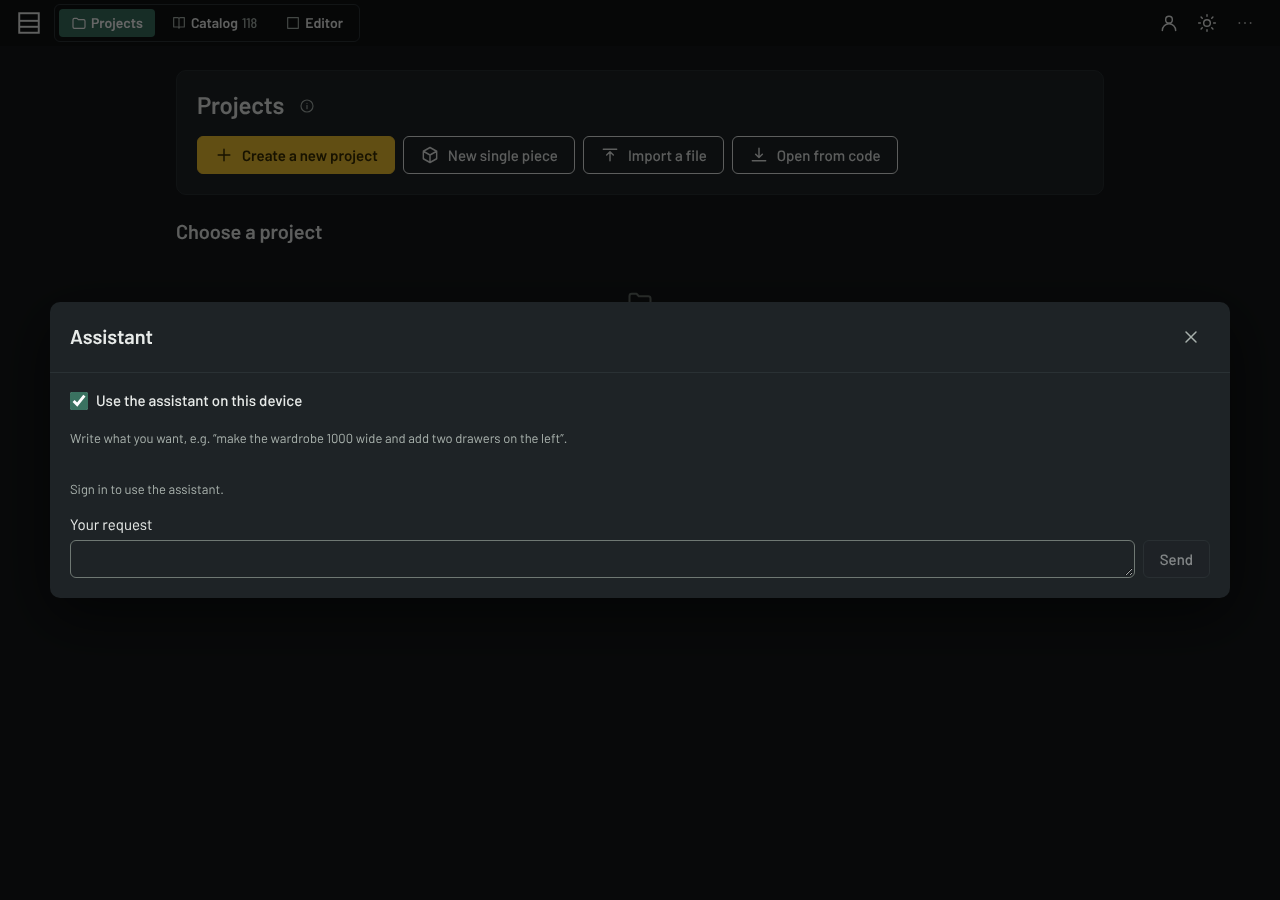 Projects
Catalog 118
Editor
Projects
Create a new project
New single piece
Import a file
Open from code
Choose a project
Assistant
Use the assistant on this device
Write what you want, e.g. “make the wardrobe 1000 wide and add two drawers on the left”.
Sign in to use the assistant.
Your request
Send